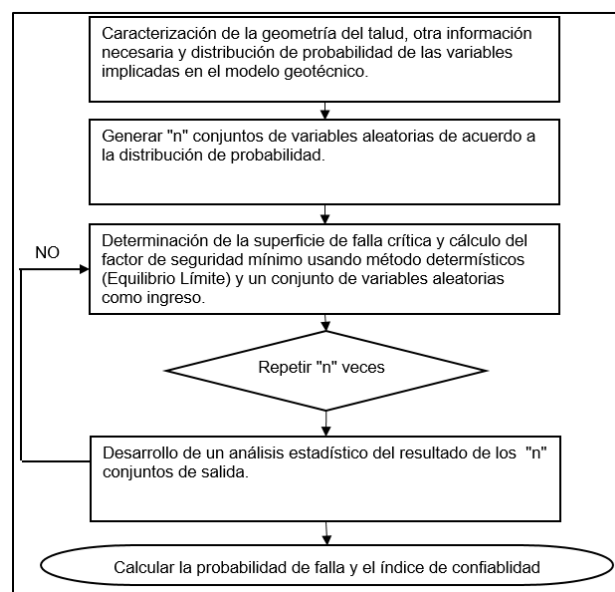 Caracterización de la geometría del talud, otra información
necesaria y distribución de probabilidad de las variables
implicadas en el modelo geotécnico.
Generar "n" conjuntos de variables aleatorias de acuerdo a
la distribución de probabilidad.
NO
Determinación de la superficie de falla crítica y cálculo del
factor de seguridad mínimo usando método determísticos
(Equilibrio Límite) y un conjunto de variables aleatorias
como ingreso.
Repetir "n" veces
Desarrollo de un análisis estadístico del resultado de los "n"
conjuntos de salida.
Calcular la probabilidad de falla y el índice de confiablidad